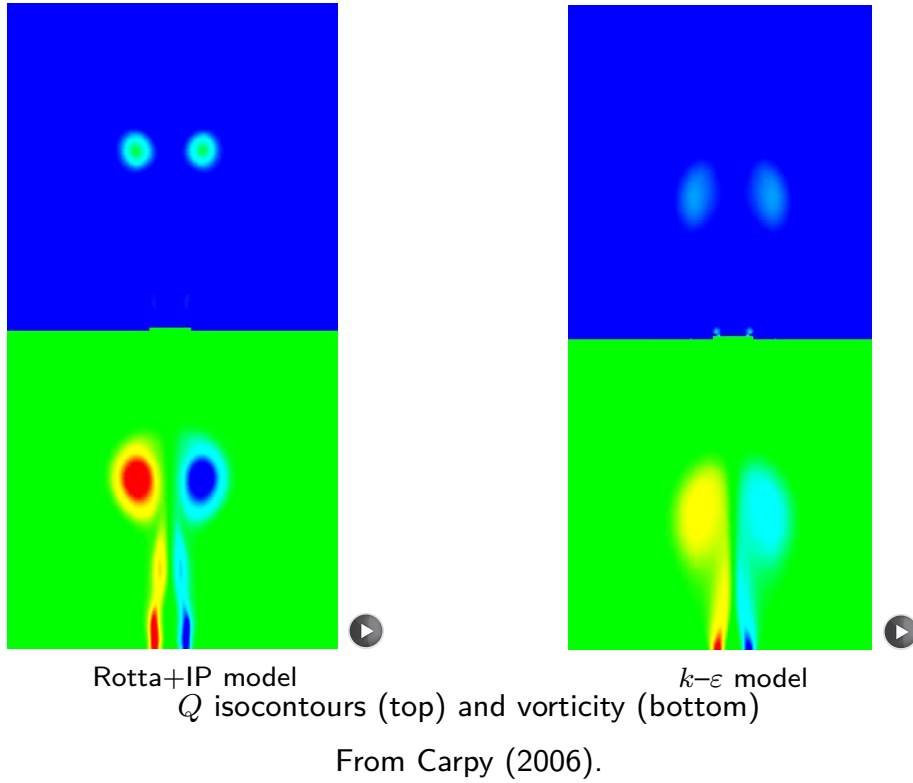 Rotta+IP model
k–ε model
Q isocontours (top) and vorticity (bottom)
From Carpy (2006).